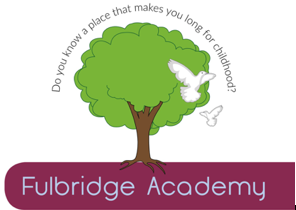 Do you know a place that makes you long for childhood?
Fulbridge Academy